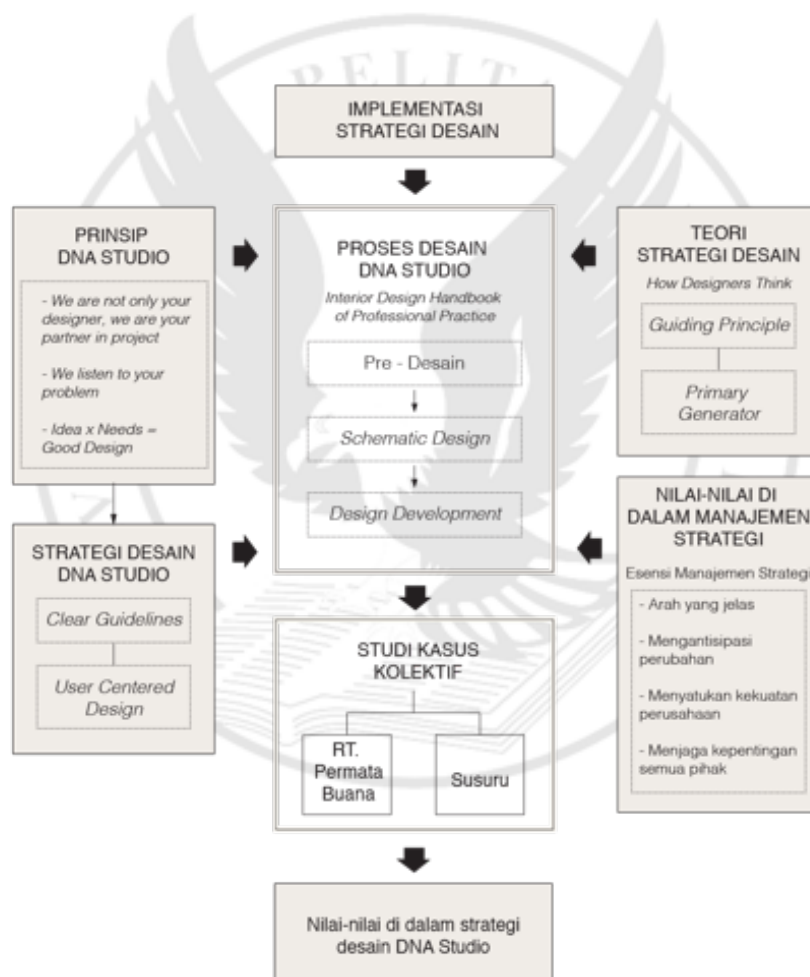 PELITA
IMPLEMENTASI
STRATEGI DESAIN
PRINSIP
DNA STUDIO
- We are not only your
designer, we are your
partner in project
- We listen to your
problem
- Idea x Needs =
Good Design
STRATEGI DESAIN
DNA STUDIO
Clear Guidelines
User Centered
Design
PROSES DESAIN
DNA STUDIO
Interior Design Handbook
of Professional Practice
Pre - Desain
Schematic Design
Design Development
STUDI KASUS
KOLEKTIF
RT.
Permata
Buana
Susuru
TEORI
STRATEGI DESAIN
How Designers Think
Guiding Principle
Primary
Generator
NILAI-NILAI DI
DALAM MANAJEMEN
STRATEGI
Esensi Manajemen Strategi
- Arah yang jelas
- Mengantisipasi
perubahan
- Menyatukan kekuatan
perusahaan
- Menjaga kepentingan
semua pihak
Nilai-nilai di dalam strategi
desain DNA Studio